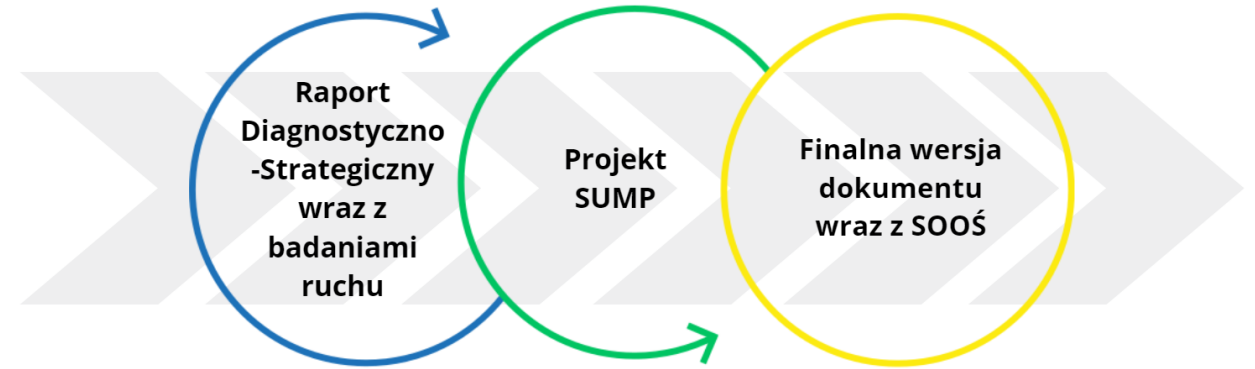 Raport
Diagnostyczno
-Strategiczny
wraz z
badaniami
ruchu
Projekt
SUMP
Finalna wersja
dokumentu
wraz z SOOŚ